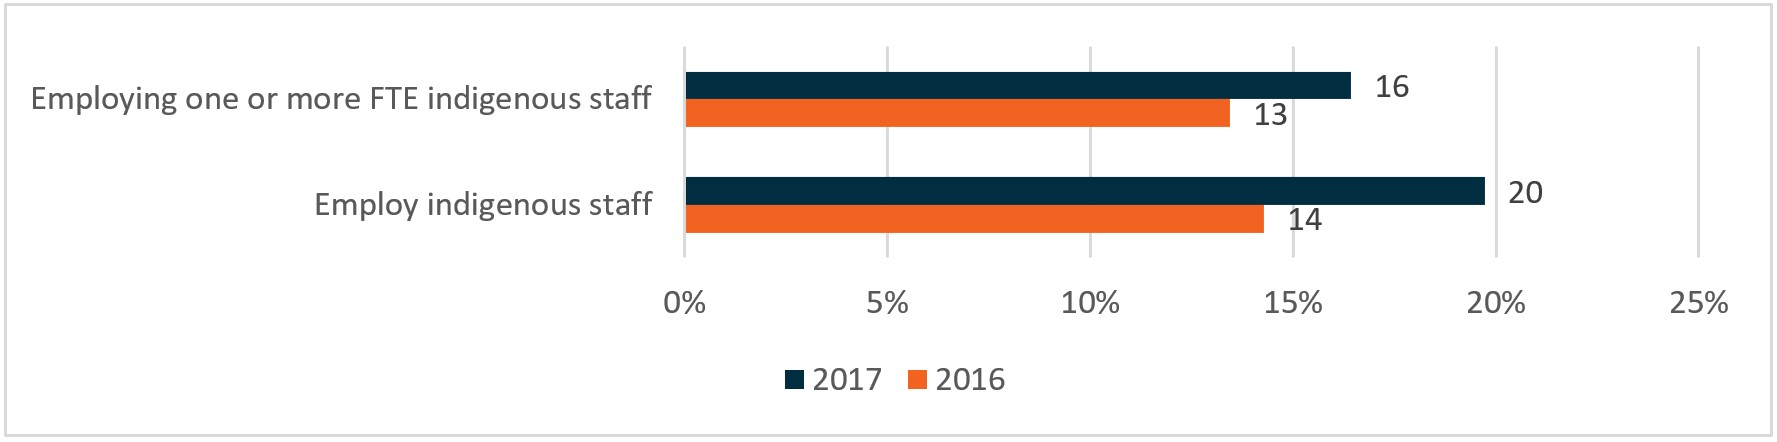 Employing one or more FTE indigenous staff
16
13
Employ indigenous staff
20
14
0% 5% 10% 15% 20% 25%
2017 2016